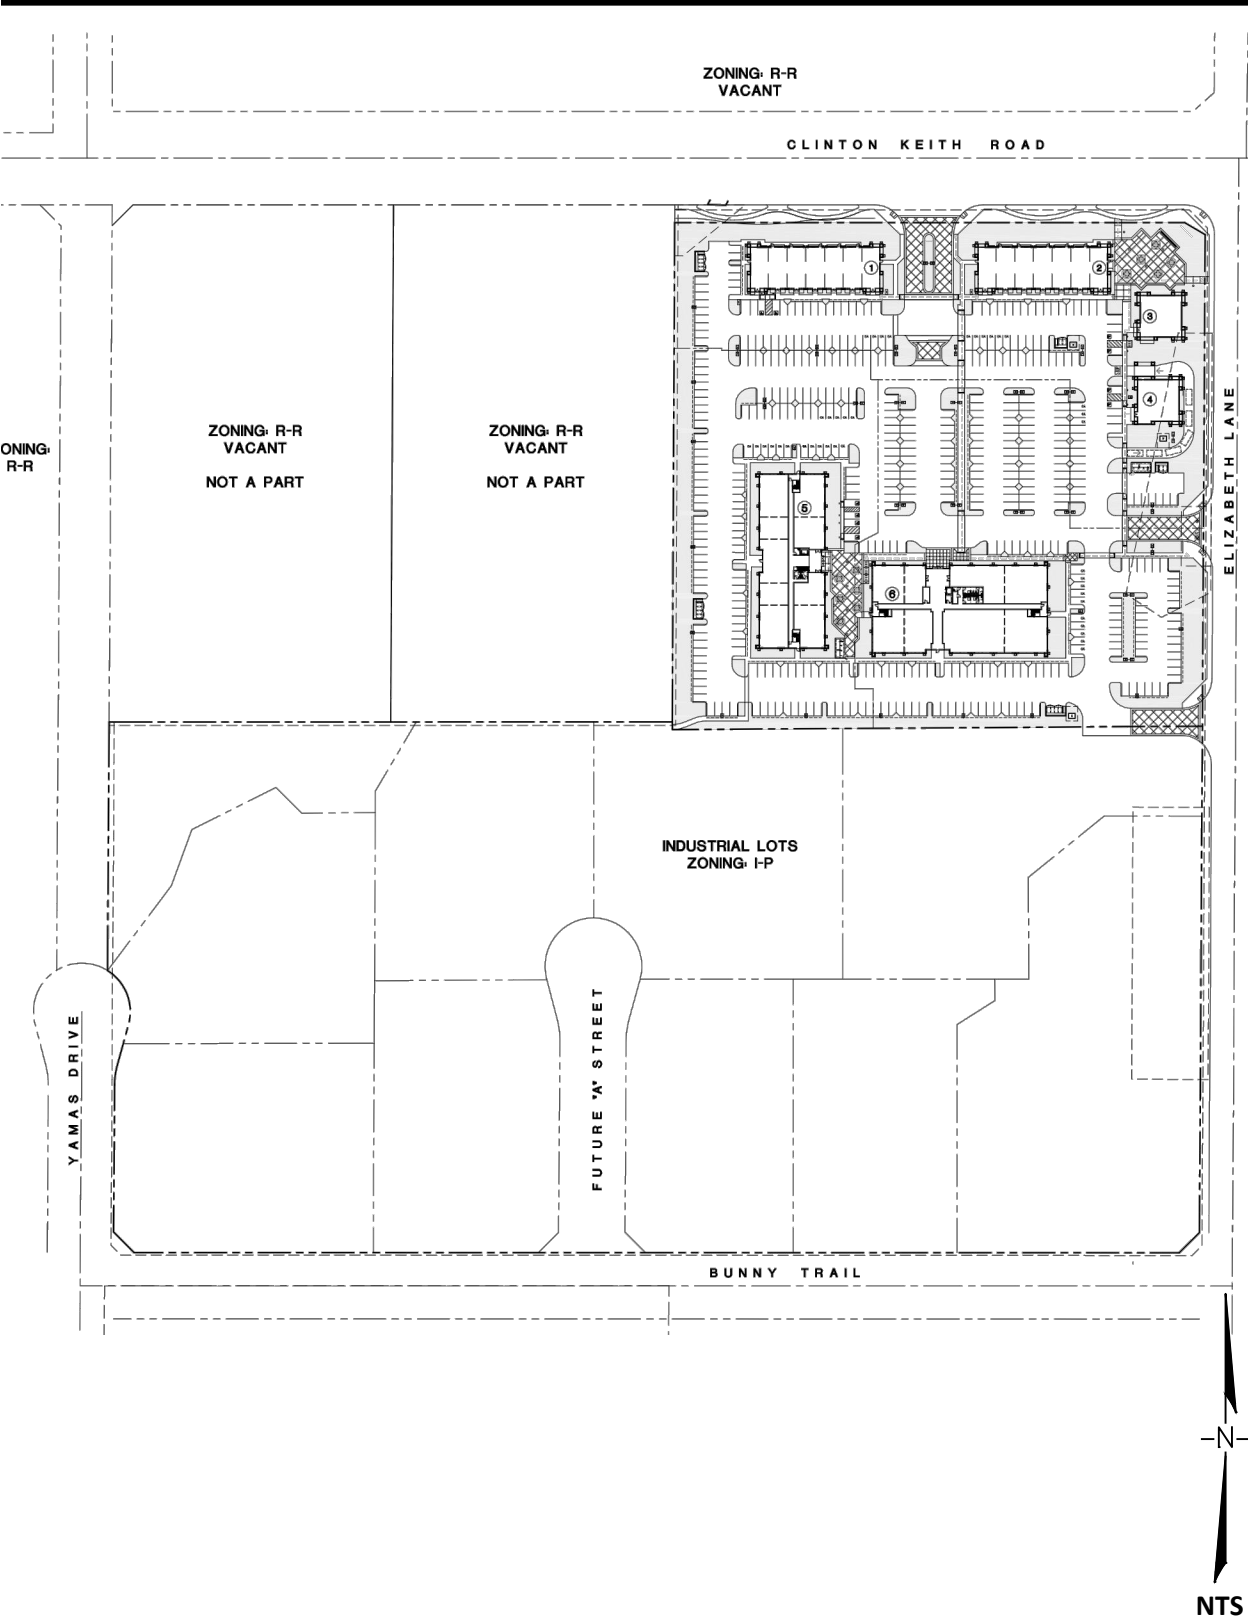 ZONING: R-R
VACANT
CLINTON KEITH ROAD
1
2
3
4
ELIZABETH LANE
ONING:
R-R
ZONING: R-R
VACANT
NOT A PART
ZONING: R-R
VACANT
NOT A PART
5
6
INDUSTRIAL LOTS
ZONING: I-P
YAMAS DRIVE
FUTURE "A" STREET
BUNNY TRAIL
N
NTS